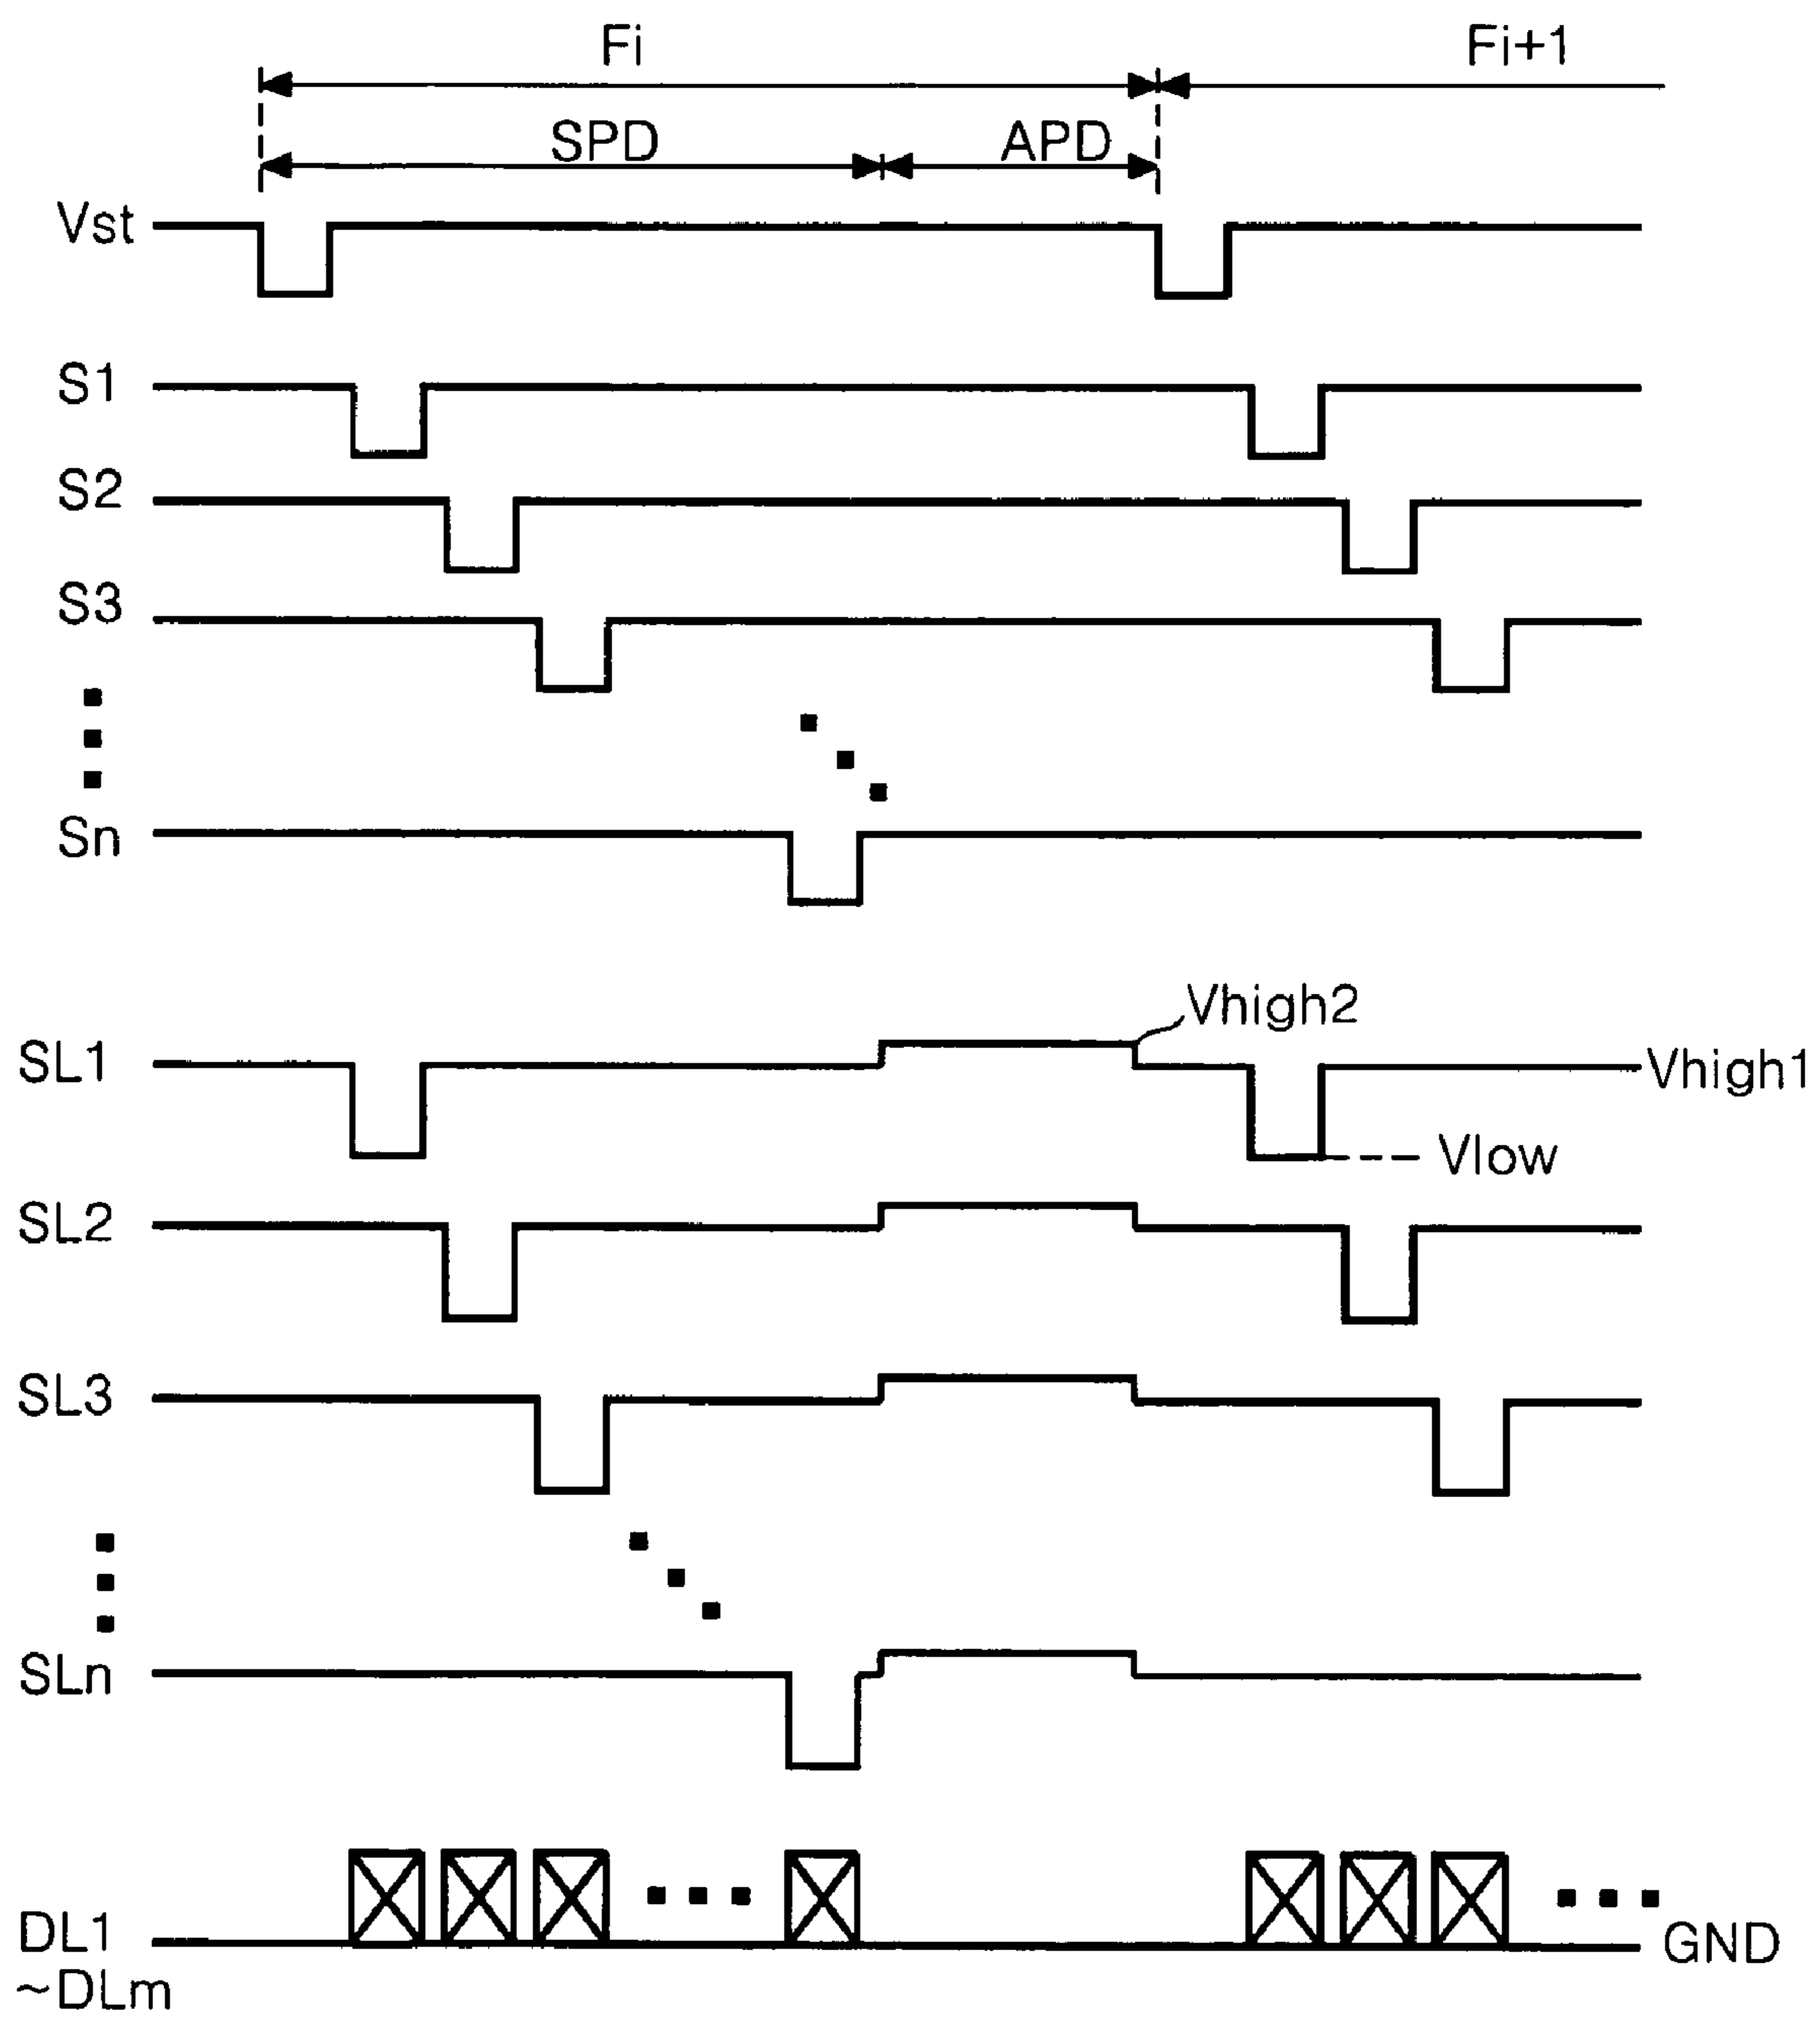 Fi Fi+1
SPD APD
Vst
S1
S2
S3
Sn
Vhigh2
SL1 Vhigh1
Vlow
SL2
SL3
SLn
DL1 GND
~DLm